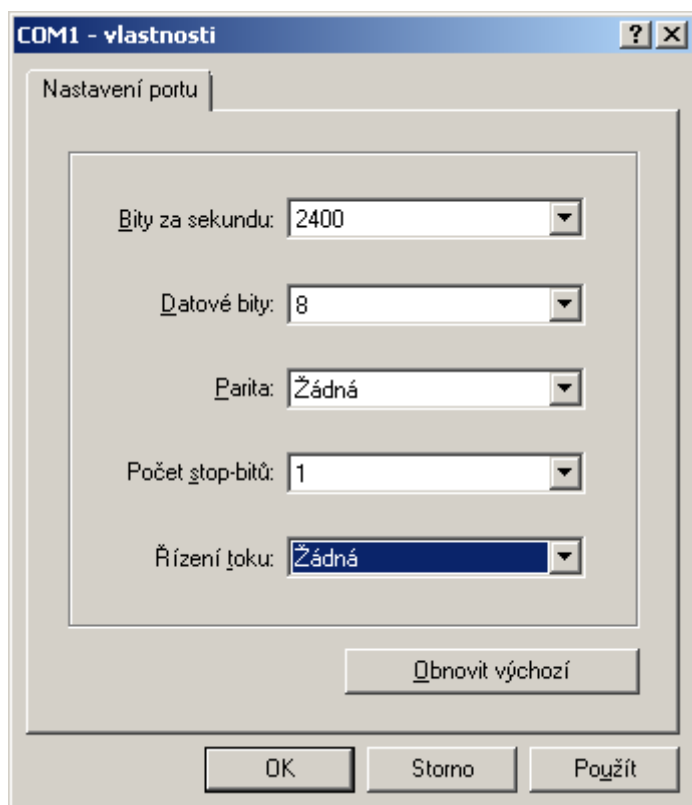 COM1 - vlastnosti
Nastavení portu
Bity za sekundu: 2400
Datové bity: 8
Parita: Žádná
Počet stop-bitů: 1
Řízení toku: Žádná
Obnovit výchozí
OK Storno Použít